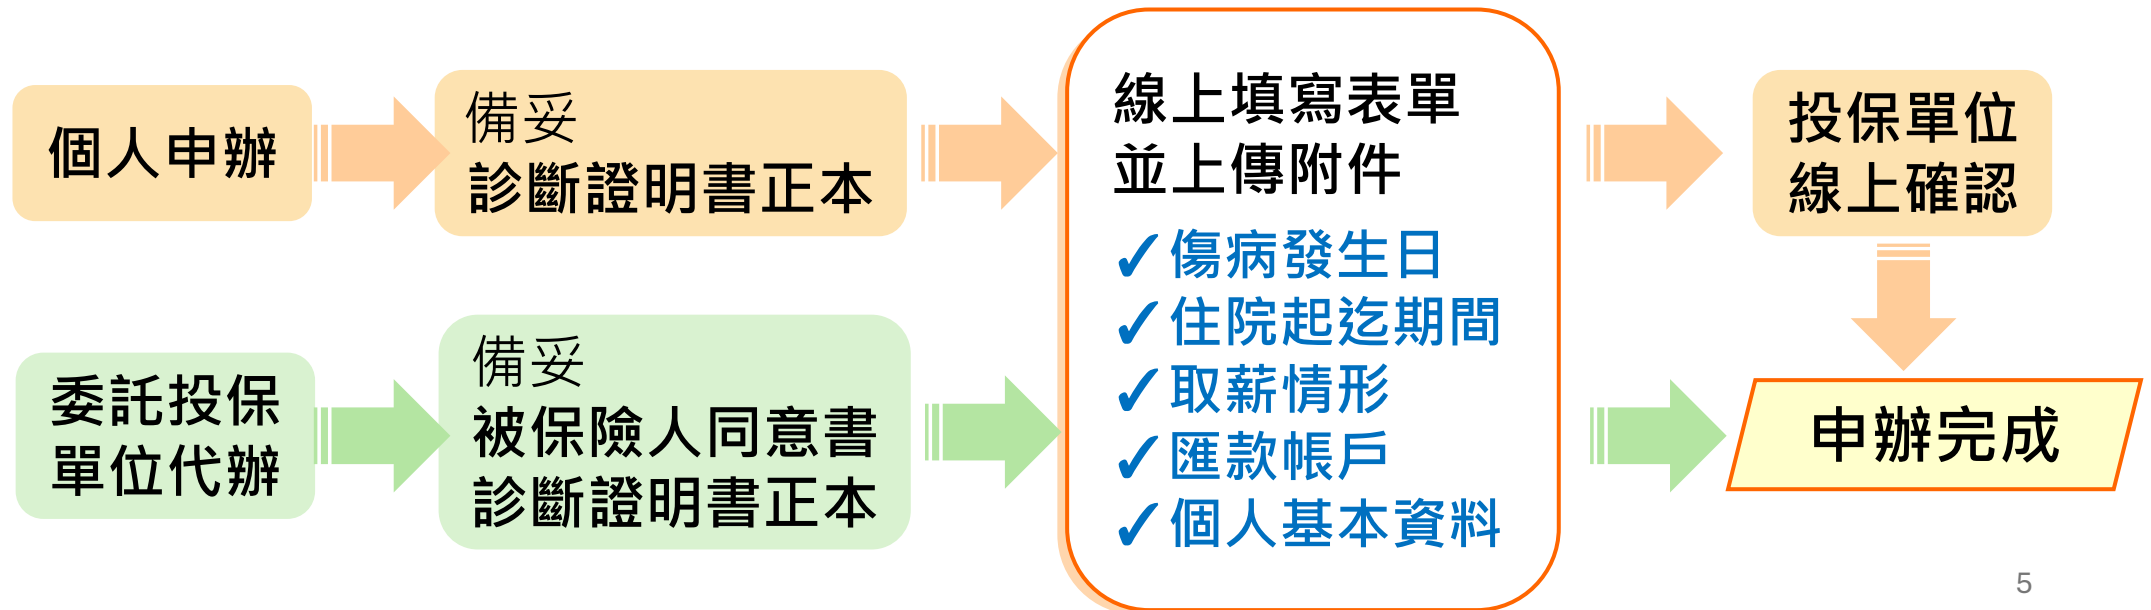 個人申辦
備妥
診斷證明書正本
線上填寫表單
並上傳附件
✓傷病發生日
✓住院起迄期間
✓取薪情形
✓匯款帳戶
✓個人基本資料
投保單位
線上確認
委託投保
單位代辦
備妥
被保險人同意書
診斷證明書正本
申辦完成
5